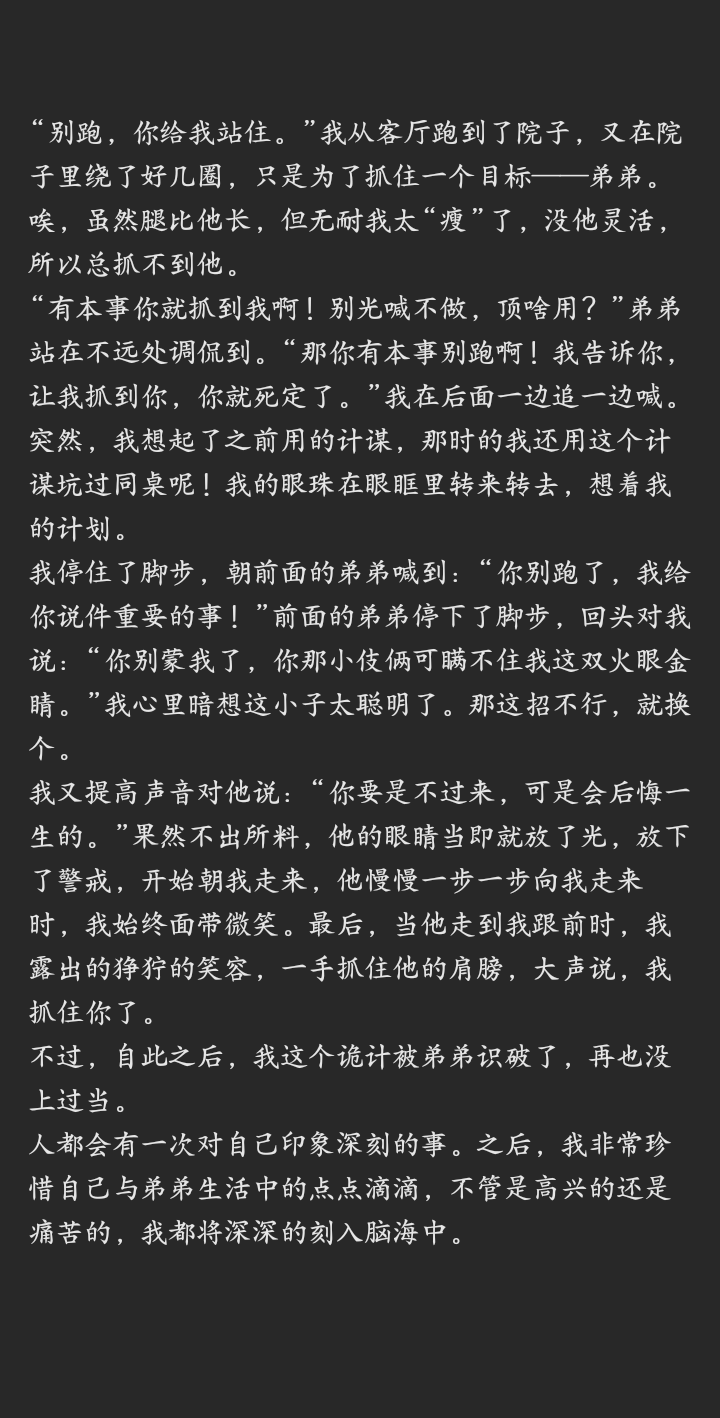 “别跑，你给我站住。”我从客厅跑到了院子，又在院
子里绕了好几圈，只是为了抓住一个目标——弟弟。
唉，虽然腿比他长，但无耐我太“瘦”了，没他灵活，
所以总抓不到他。
“有本事你就抓到我啊！别光喊不做，顶啥用？”弟弟
站在不远处调侃到。“那你有本事别跑啊！我告诉你，
让我抓到你，你就死定了。”我在后面一边追一边喊。
突然，我想起了之前用的计谋，那时的我还用这个计
谋坑过同桌呢！我的眼珠在眼眶里转来转去，想着我
的计划。
我停住了脚步，朝前面的弟弟喊到：“你别跑了，我给
你说件重要的事！”前面的弟弟停下了脚步，回头对我
说：“你别蒙我了，你那小伎俩可瞒不住我这双火眼金
睛。”我心里暗想这小子太聪明了。那这招不行，就换
个。
我又提高声音对他说：“你要是不过来，可是会后悔一
生的。”果然不出所料，他的眼睛当即就放了光，放下
了警戒，开始朝我走来，他慢慢一步一步向我走来
时，我始终面带微笑。最后，当他走到我跟前时，我
露出的狰狞的笑容，一手抓住他的肩膀，大声说，我
抓住你了。
不过，自此之后，我这个诡计被弟弟识破了，再也没
上过当。
人都会有一次对自己印象深刻的事。之后，我非常珍
惜自己与弟弟生活中的点点滴滴，不管是高兴的还是
痛苦的，我都将深深的刻入脑海中。